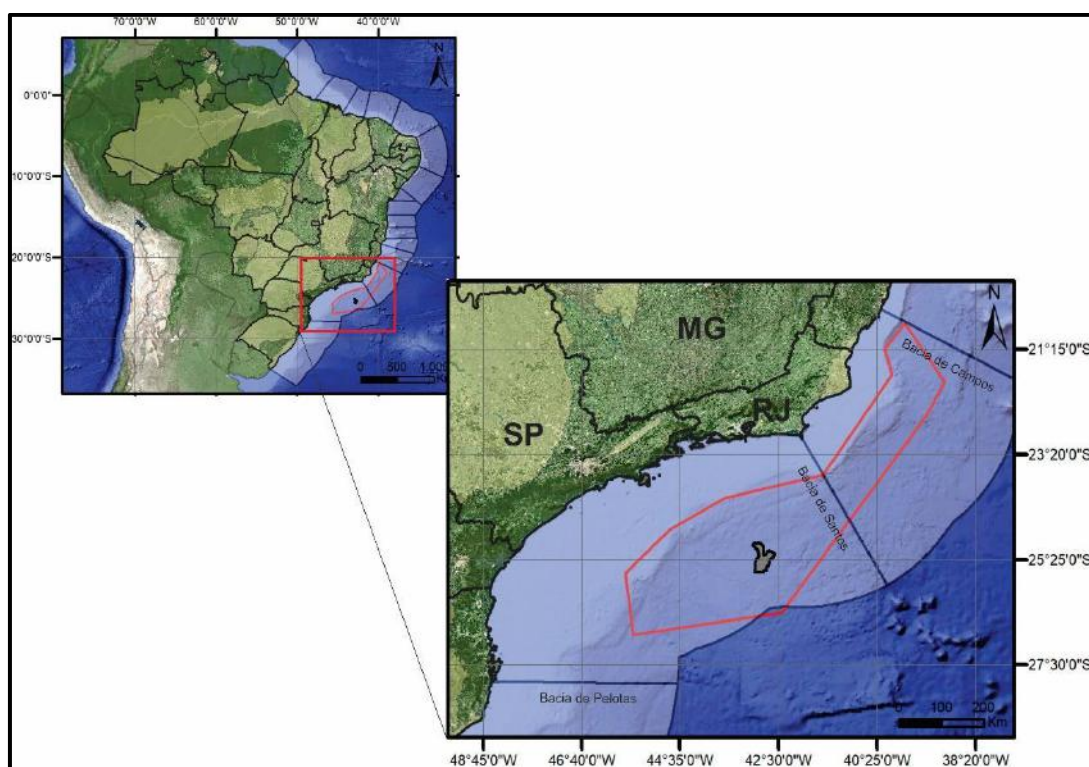 70°0'0"W 60°0'0"W 50°0'0"W 40°0'0"W
N
0°0'0"
10°0'0"S
20°0'0"S
30°0'0"S
0 500 1.000
Km
N
MG
RJ
SP
Bacia de Campos
Bacia de Santos
Bacia de Pelotas
21°15'0"S
23°20'0"S
25°25'0"S
27°30'0"S
0 100 200
Km
48°45'0"W 46°40'0"W 44°35'0"W 42°30'0"W 40°25'0"W 38°20'0"W